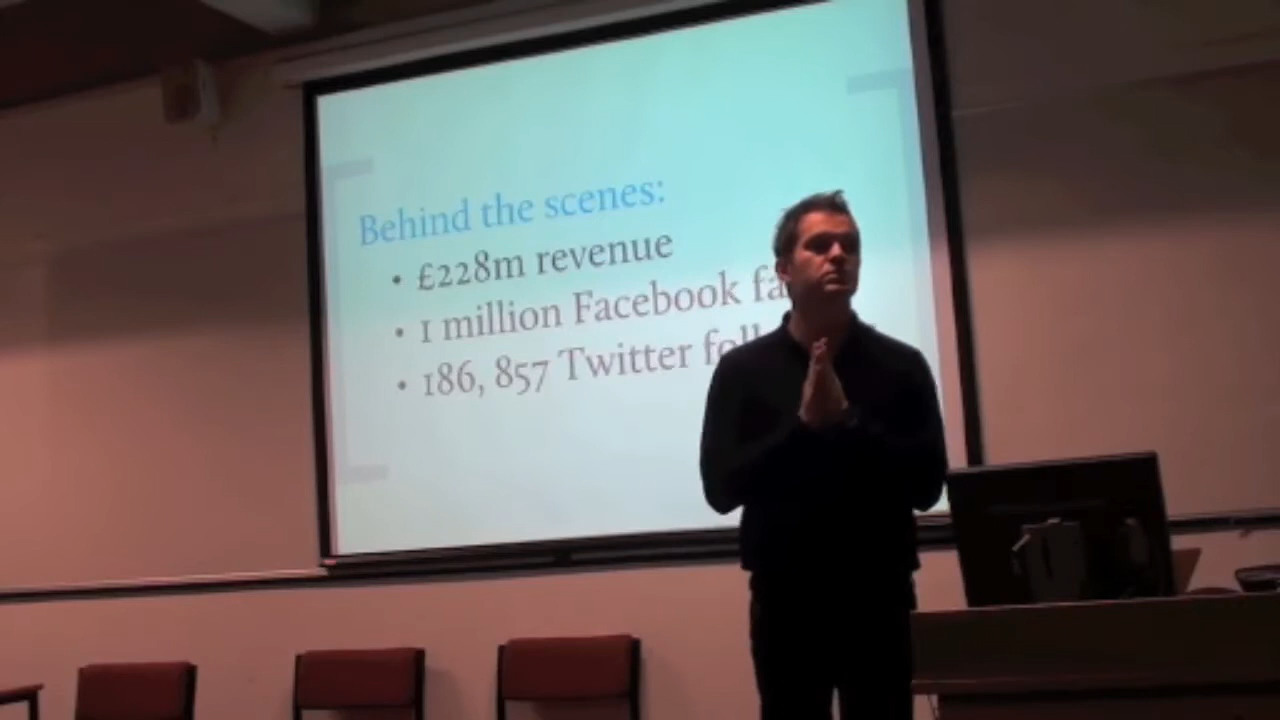 Behind the scenes:
• £228m revenue
• 1 million Facebook
• 186, 857 Twitter